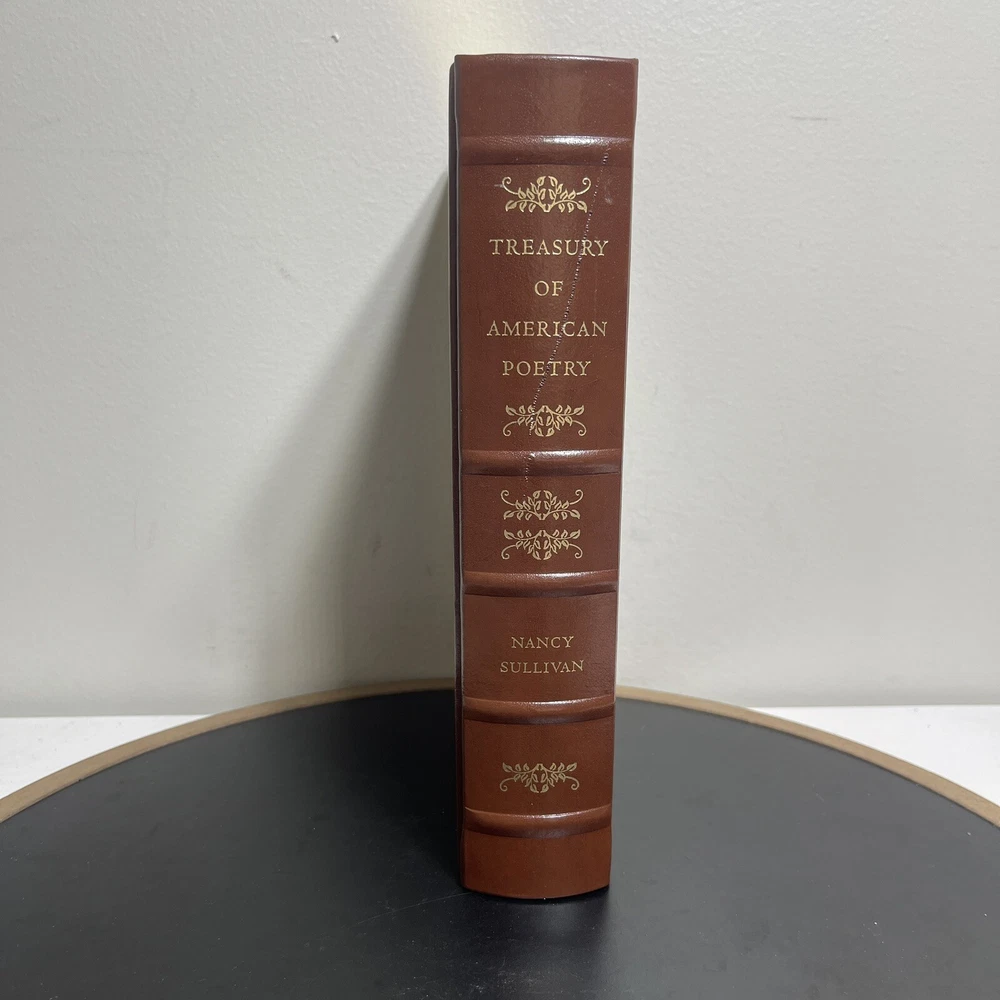 TREASURY
OF
AMERICAN
POETRY
NANCY
SULLIVAN